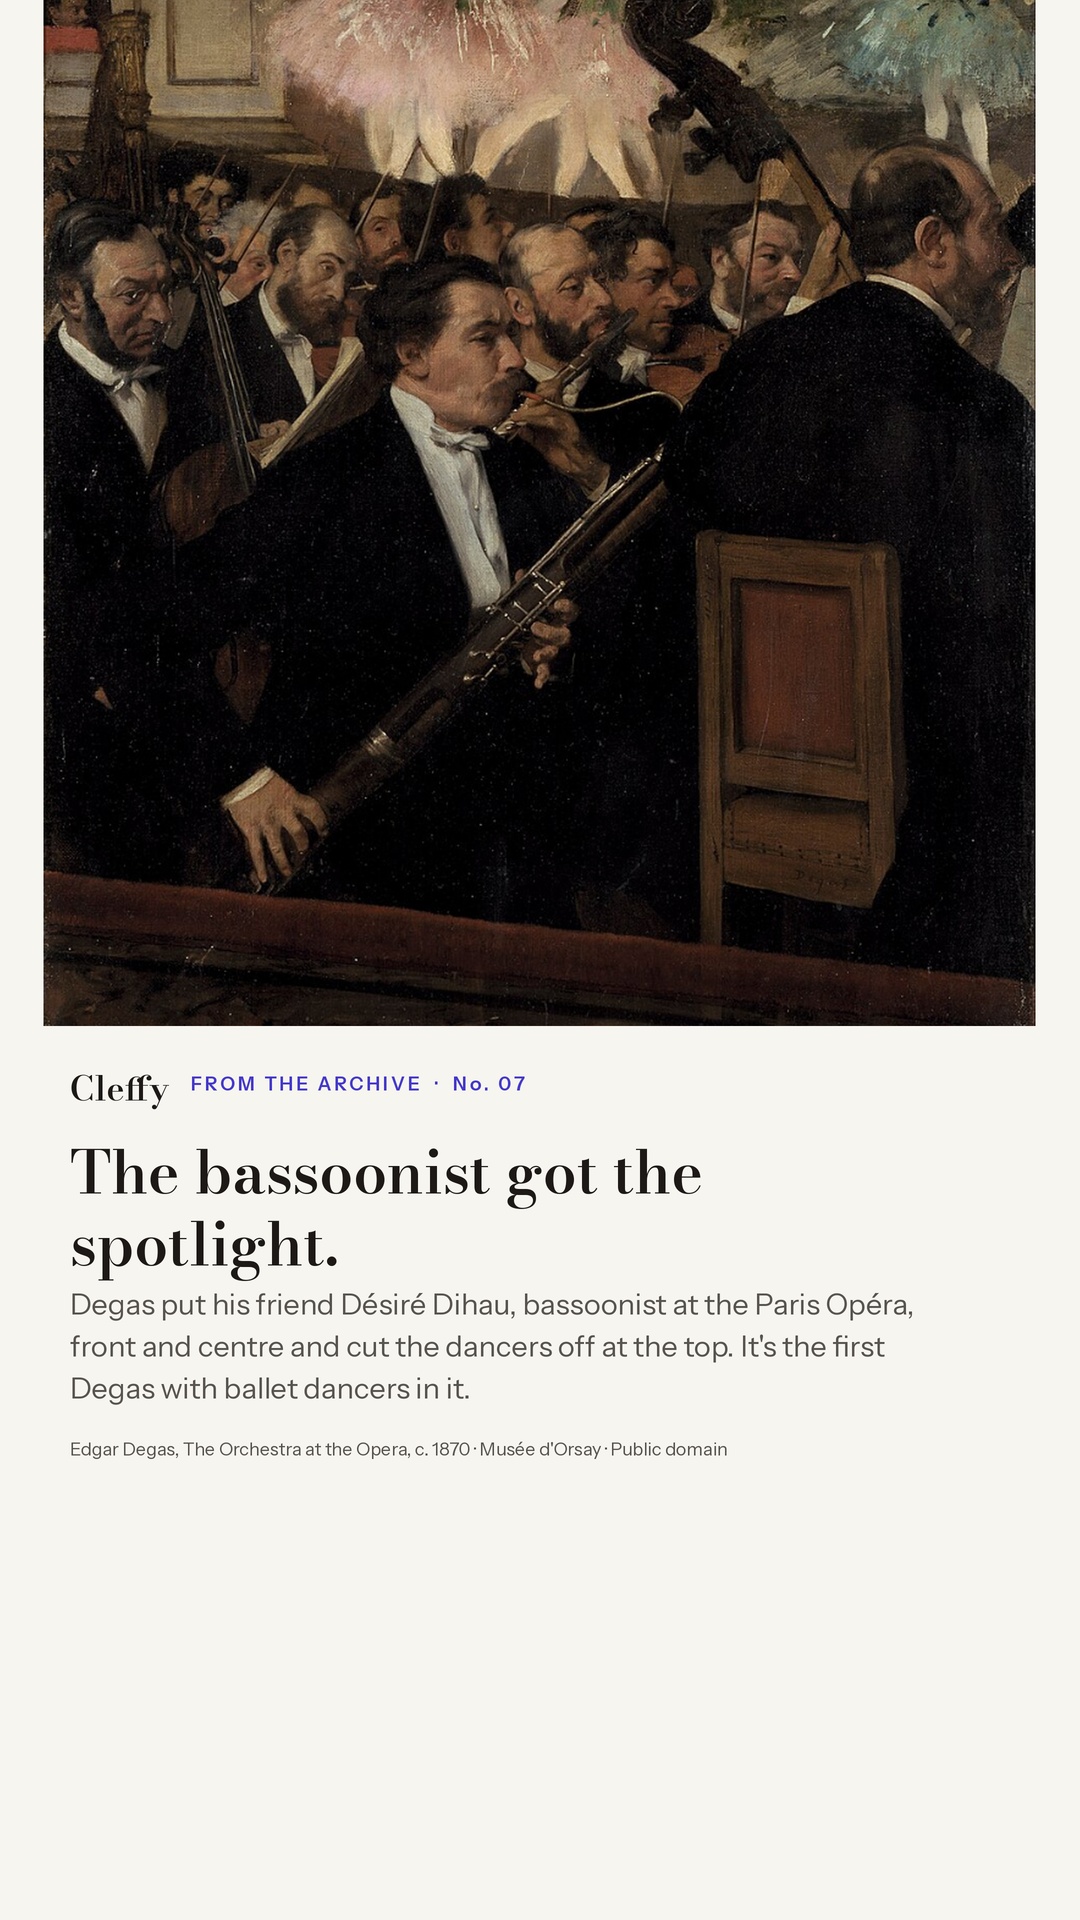 Degas
Cleffy FROM THE ARCHIVE · No. 07
The bassoonist got the
spotlight.
Degas put his friend Désiré Dihau, bassoonist at the Paris Opéra,
front and centre and cut the dancers off at the top. It's the first
Degas with ballet dancers in it.
Edgar Degas, The Orchestra at the Opera, c. 1870 · Musée d'Orsay · Public domain